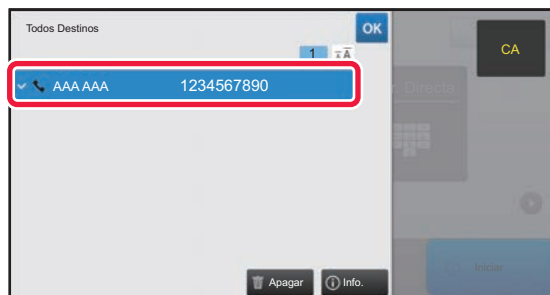 Todos Destinos
OK
CA
1
AAA AAA 1234567890
r. Directa
Apagar
Info.
Iniciar